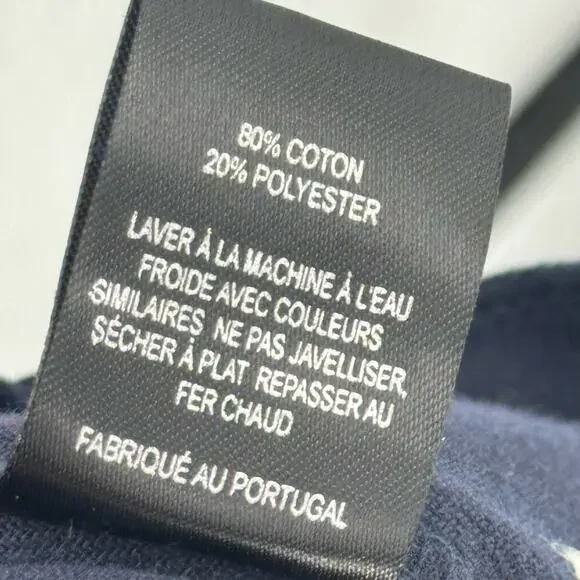 80% COTON
20% POLYESTER
LAVER À LA MACHINE À L'EAU
FROIDE AVEC COULEURS
SIMILAIRES NE PAS JAVELLISER,
SÉCHER À PLAT REPASSER AU
FER CHAUD
FABRIQUÉ AU PORTUGAL